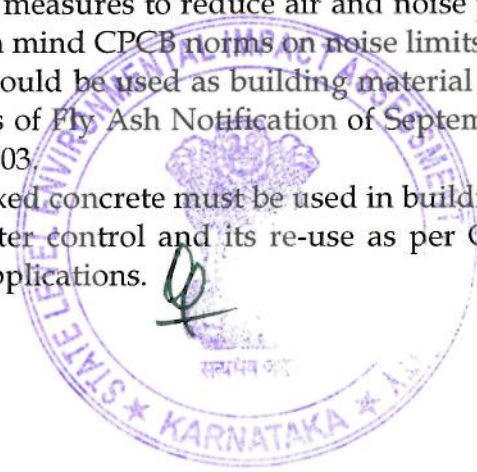 measures to reduce air and noise
mind CPCB norms on noise limits
ould be used as building material
s of Fly Ash Notification of Septem
03.
xed concrete must be used in build
ter control and its re-use as per
pplications.
STATE LEVEL ENVIRONMENTAL IMPACT ASSESSMENT
KARNATAKA